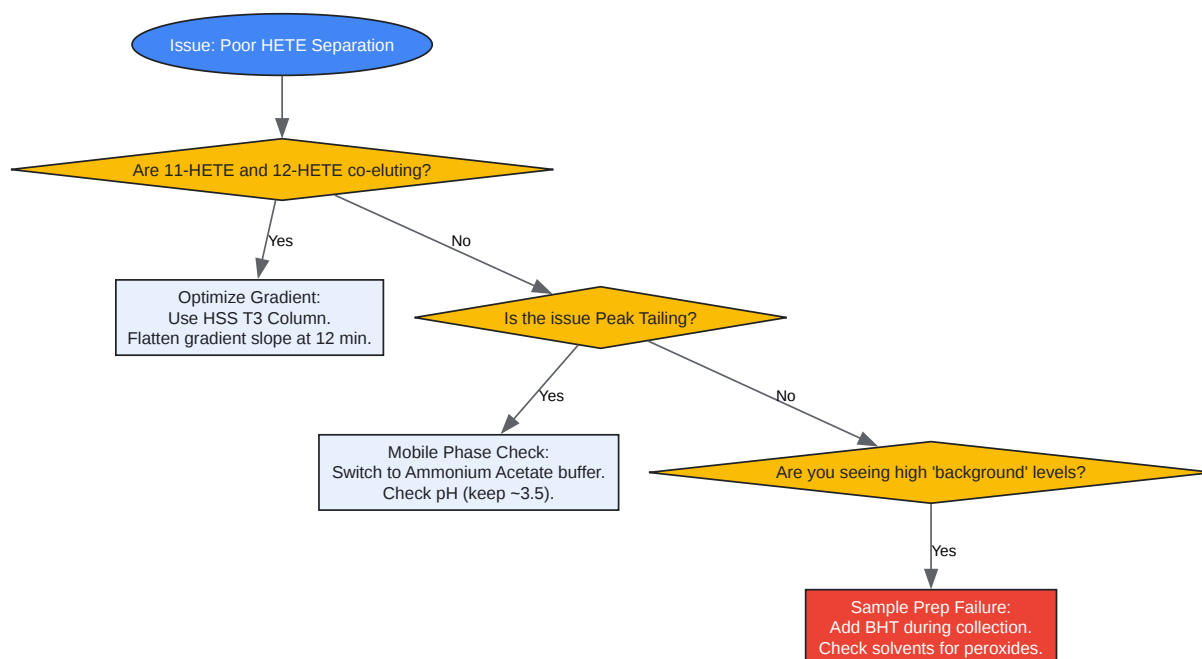 Issue: Poor HETE Separation
Are 11-HETE and 12-HETE co-eluting?
Yes
No
Optimize Gradient:
Use HSS T3 Column.
Flatten gradient slope at 12 min.
Is the issue Peak Tailing?
Yes
No
Mobile Phase Check:
Switch to Ammonium Acetate buffer.
Check pH (keep ~3.5).
Are you seeing high 'background' levels?
Yes
Sample Prep Failure:
Add BHT during collection.
Check solvents for peroxides.